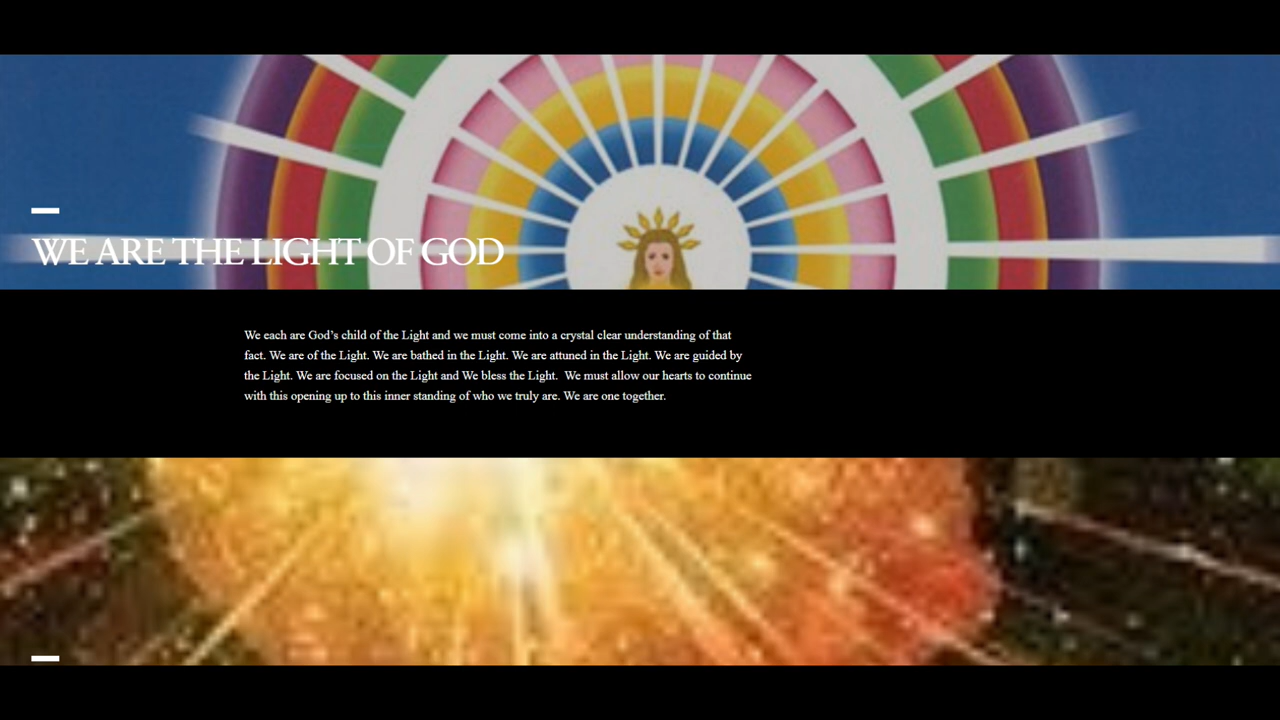 WE ARE THE LIGHT OF GOD
We each are God’s child of the Light and we must come into a crystal clear understanding of that
fact. We are of the Light. We are bathed in the Light. We are attuned in the Light. We are guided by
the Light. We are focused on the Light and We bless the Light.  We must allow our hearts to continue
with this opening up to this inner standing of who we truly are. We are one together.